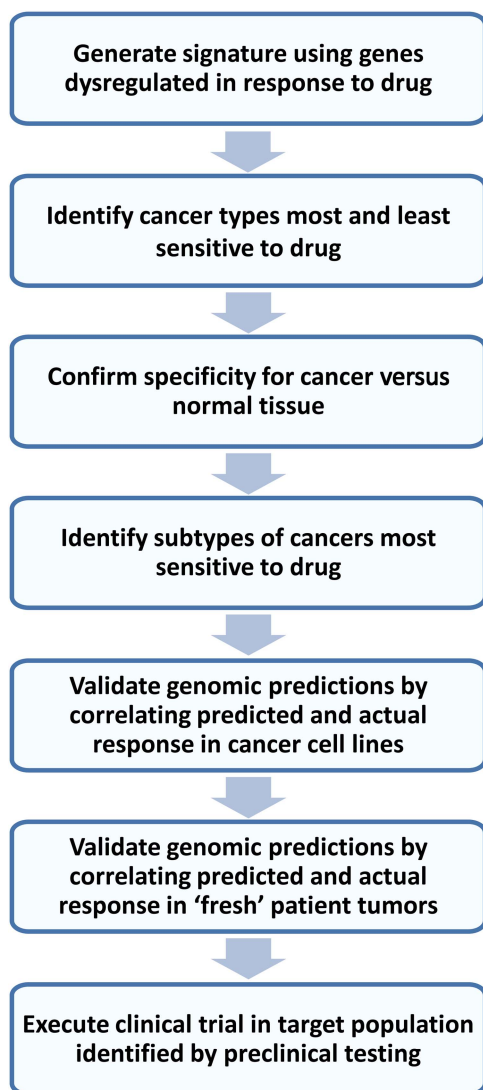 Generate signature using genes
dysregulated in response to drug
Identify cancer types most and least
sensitive to drug
Confirm specificity for cancer versus
normal tissue
Identify subtypes of cancers most
sensitive to drug
Validate genomic predictions by
correlating predicted and actual
response in cancer cell lines
Validate genomic predictions by
correlating predicted and actual
response in ‘fresh’ patient tumors
Execute clinical trial in target population
identified by preclinical testing